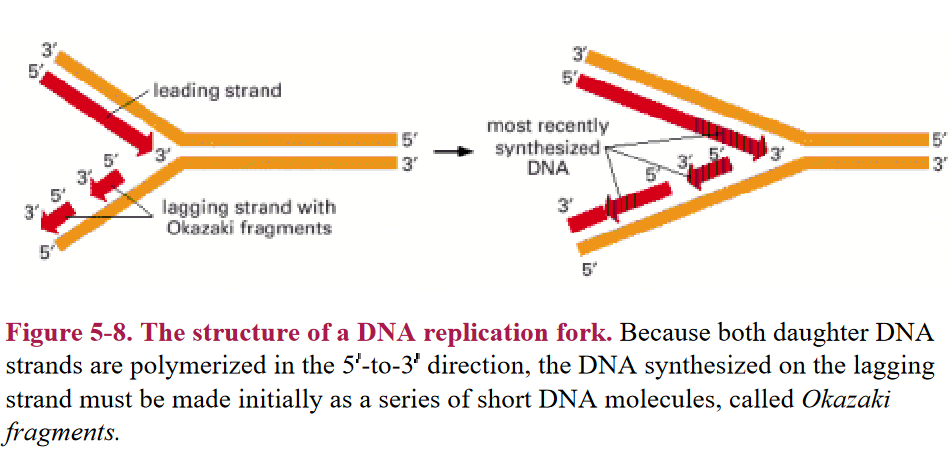 3′
5′
leading strand
5′
3′
3′
5′
3′
5′
3′
5′
lagging strand with
Okazaki fragments
3′
5′
most recently
synthesized
DNA
5′
3′
3′
5′
3′
5′
3′
5′
Figure 5-8. The structure of a DNA replication fork. Because both daughter DNA
strands are polymerized in the 5′-to-3′ direction, the DNA synthesized on the lagging
strand must be made initially as a series of short DNA molecules, called Okazaki
fragments.